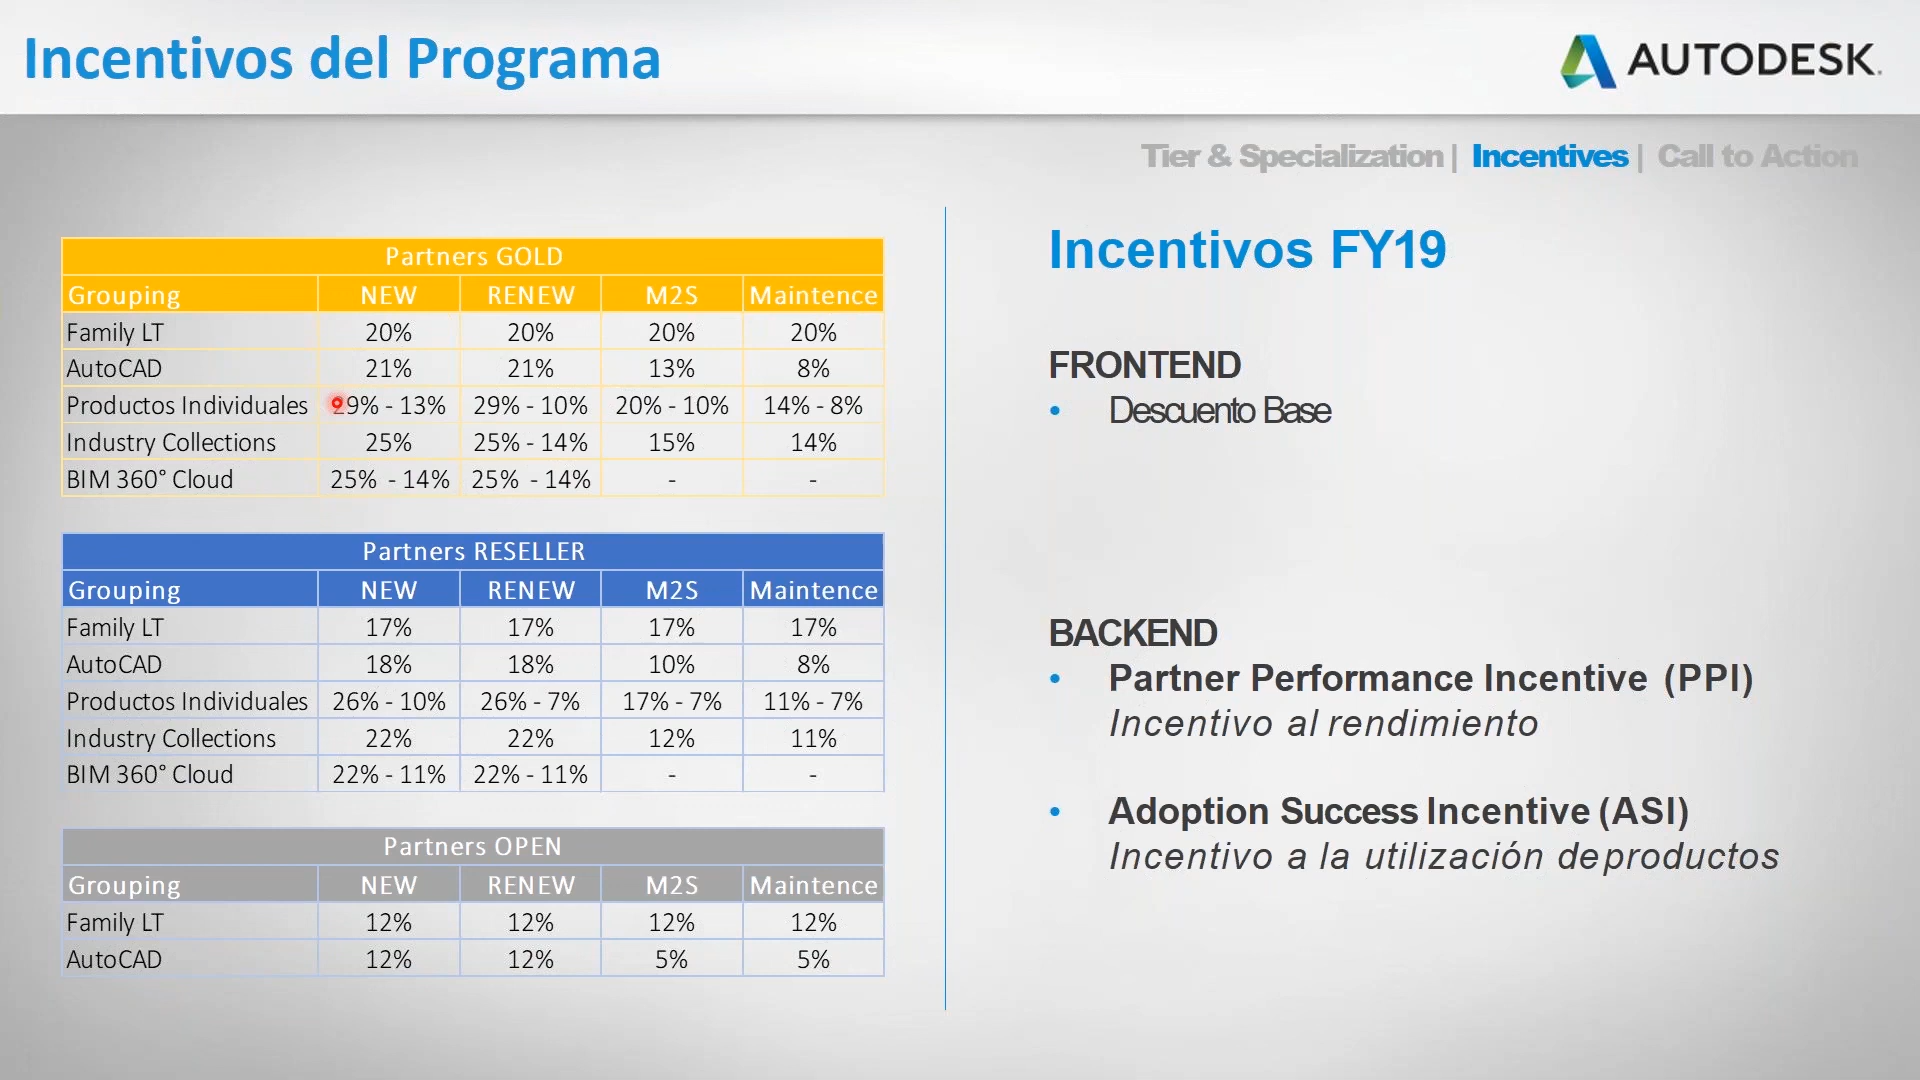 Incentivos del Programa
AUTODESK.
Tier & Specialization | Incentives | Call to Action
Partners GOLD
Grouping NEW RENEW M2S Maintence
Family LT 20% 20% 20% 20%
AutoCAD 21% 21% 13% 8%
Productos Individuales 29% - 13% 29% - 10% 20% - 10% 14% - 8%
Industry Collections 25% 25% - 14% 15% 14%
BIM 360° Cloud 25% - 14% 25% - 14% - -
Partners RESELLER
Grouping NEW RENEW M2S Maintence
Family LT 17% 17% 17% 17%
AutoCAD 18% 18% 10% 8%
Productos Individuales 26% - 10% 26% - 7% 17% - 7% 11% - 7%
Industry Collections 22% 22% 12% 11%
BIM 360° Cloud 22% - 11% 22% - 11% - -
Partners OPEN
Grouping NEW RENEW M2S Maintence
Family LT 12% 12% 12% 12%
AutoCAD 12% 12% 5% 5%
Incentivos FY19
FRONTEND
• Descuento Base
BACKEND
• Partner Performance Incentive (PPI)
Incentivo al rendimiento
• Adoption Success Incentive (ASI)
Incentivo a la utilización deproductos